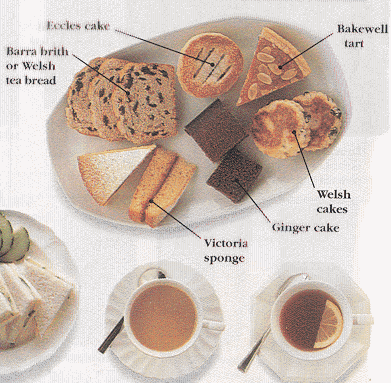 Eccles cake
Bakewell
tart
Barra brith
or Welsh
tea bread
Welsh
cakes
Ginger cake
Victoria
sponge